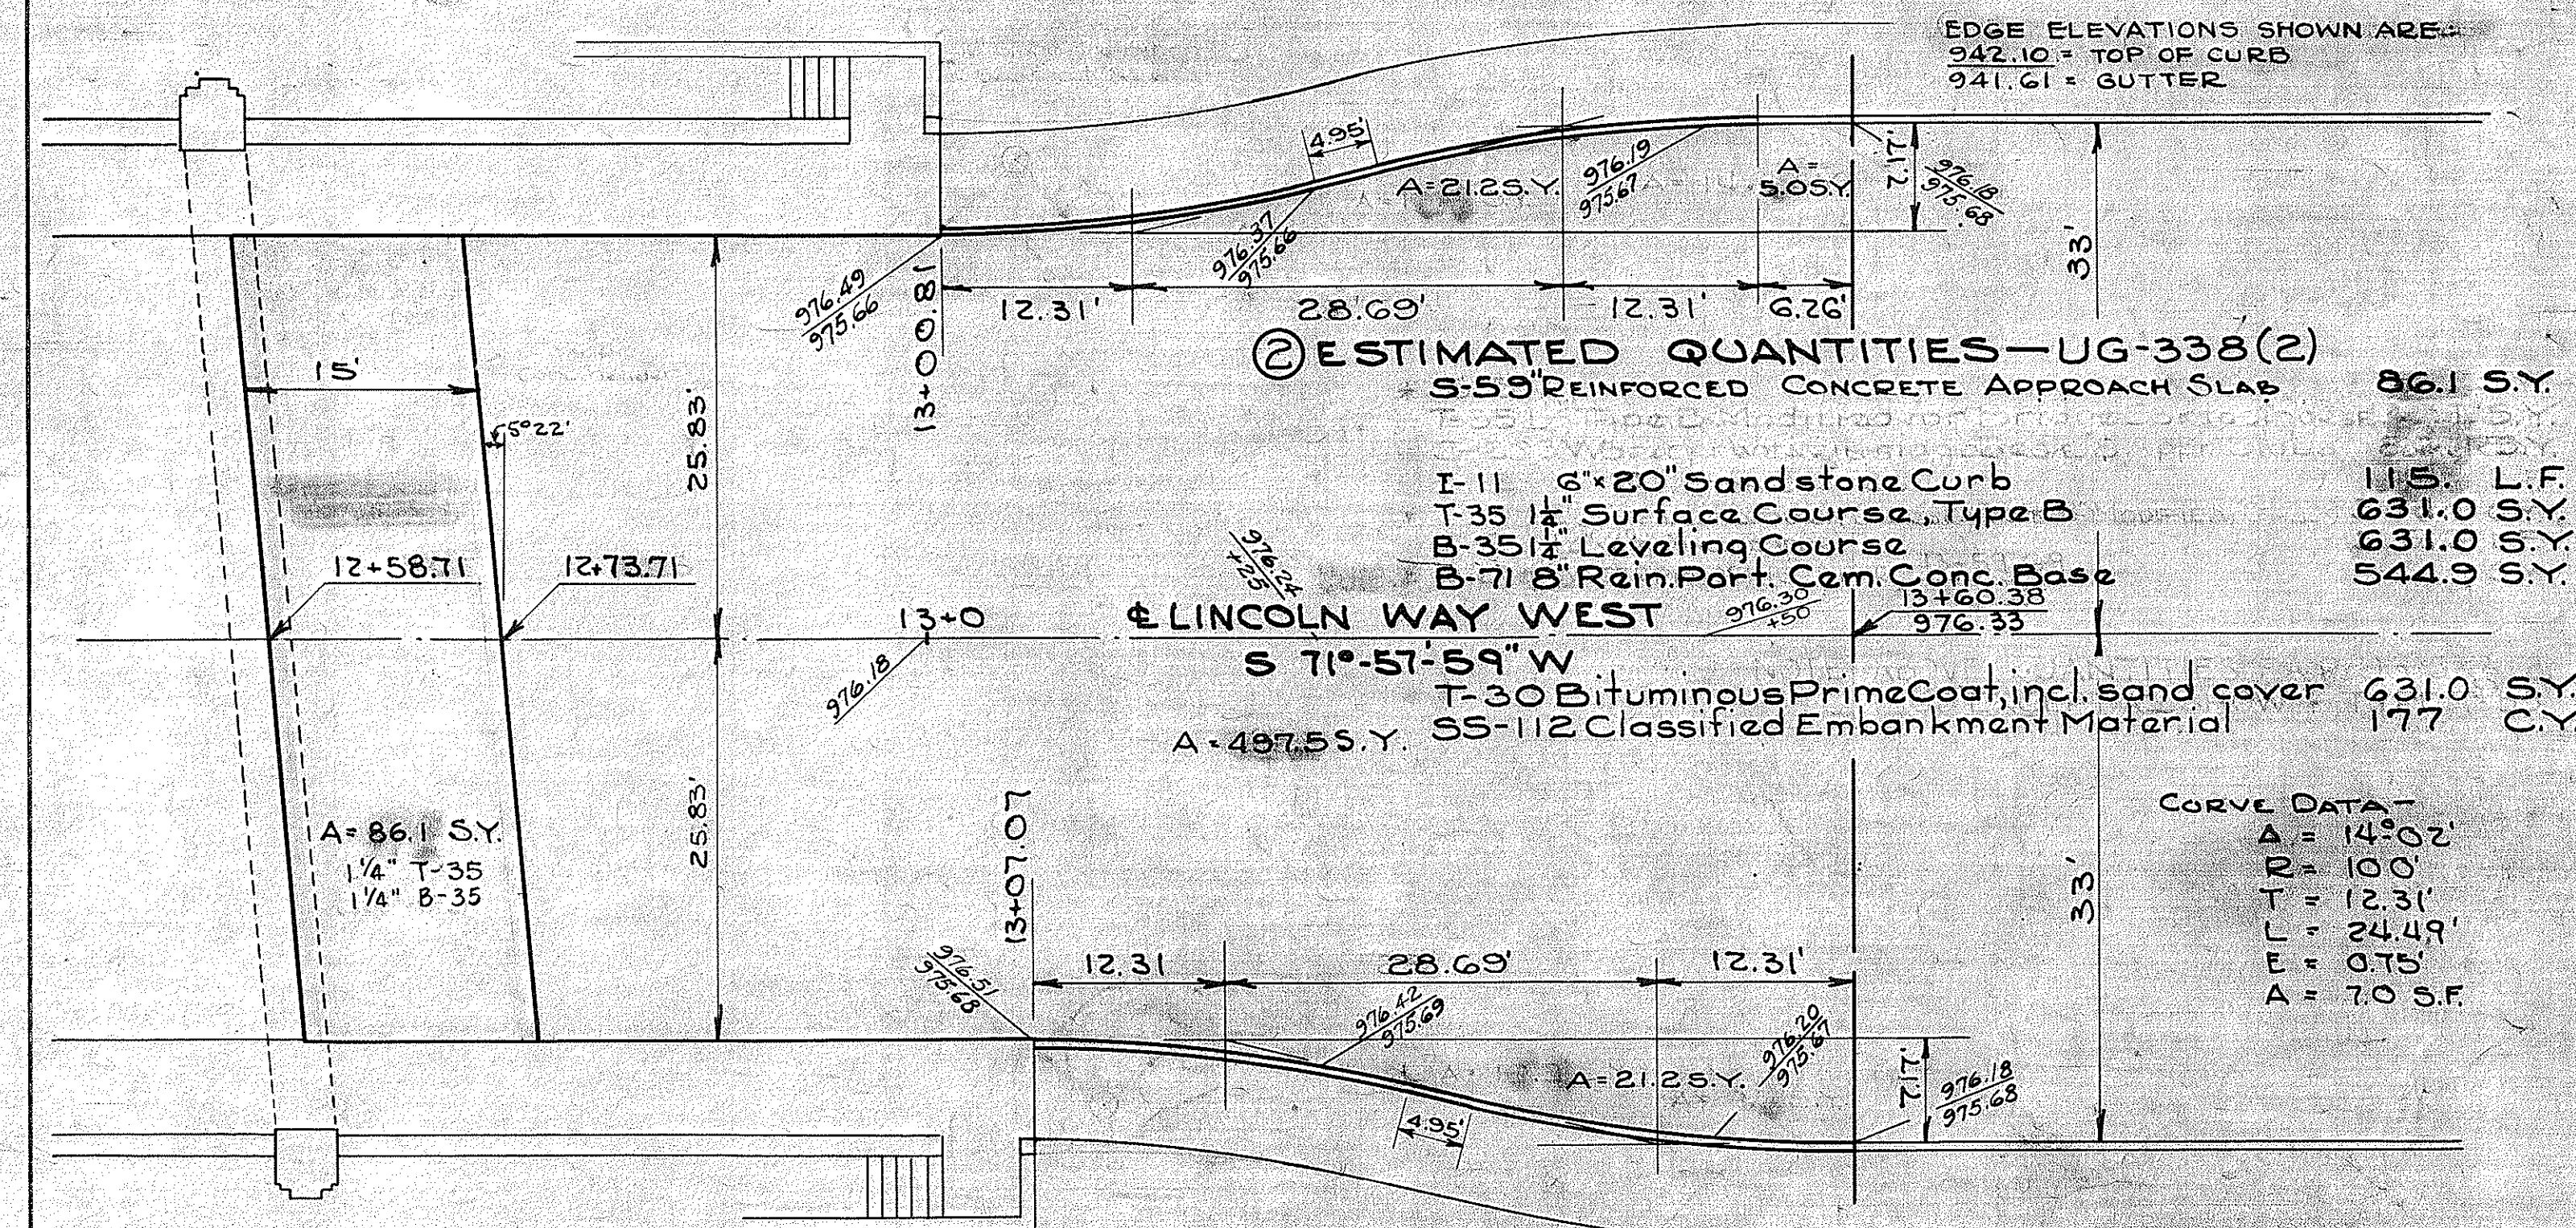 EDGE ELEVATIONS SHOWN ARE:
942.10 = TOP OF CURB
941.61 = GUTTER
4.95'
A=21.2 S.Y.
976.19
975.67
A =
5.0 S.Y.
7.17'
976.18
975.68
33'
976.37
975.66
976.49
975.66
13+00.81
12.31'
28.69'
12.31'
6.26'
② ESTIMATED QUANTITIES—UG-338(2)
S-59" REINFORCED CONCRETE APPROACH SLAB 86.1 S.Y.
15'
5°22'
25.83'
I-11 6"x20" Sandstone Curb 115. L.F.
T-35 1¼" Surface Course, Type B 631.0 S.Y.
B-35 1¼" Leveling Course 631.0 S.Y.
B-71 8" Rein. Port. Cem. Conc. Base 544.9 S.Y.
12+58.71
12+73.71
976.24
+25
13+0
℄ LINCOLN WAY WEST
976.30
+50
13+60.38
976.33
976.18
S 71°-57'-59" W
T-30 Bituminous Prime Coat, incl. sand cover 631.0 S.Y.
SS-112 Classified Embankment Material 177 C.Y.
A = 497.5 S.Y.
A = 86.1 S.Y.
1¼" T-35
1¼" B-35
25.83'
13+07.07
33'
CURVE DATA-
Δ = 14°02'
R = 100'
T = 12.31'
L = 24.49'
E = 0.75'
A = 7.0 S.F.
976.51
975.68
12.31
28.69'
12.31'
976.42
975.69
976.20
975.67
A=21.2 S.Y.
4.95'
7.17'
976.18
975.68